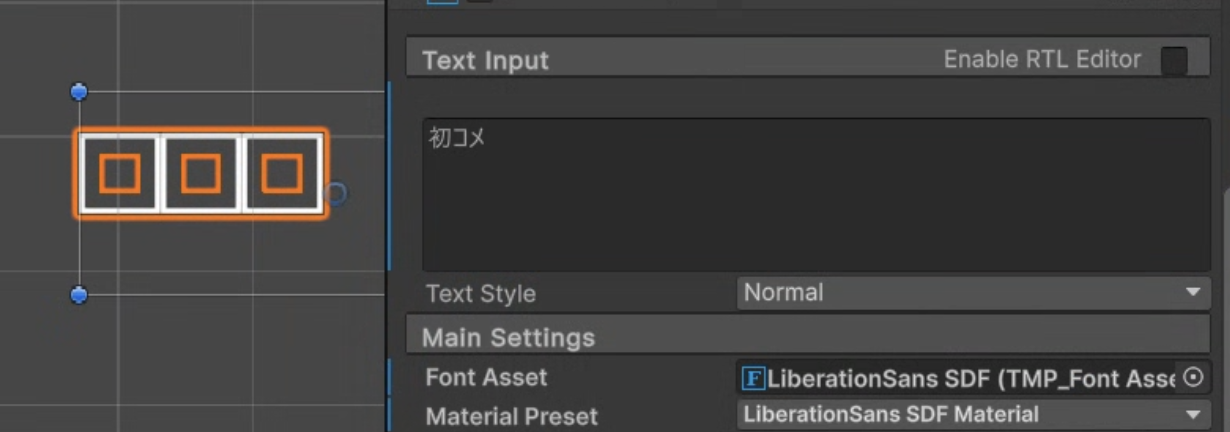 Text Input
Enable RTL Editor
初コメ
Text Style
Normal
Main Settings
Font Asset
F LiberationSans SDF (TMP_Font Asse
Material Preset
LiberationSans SDF Material